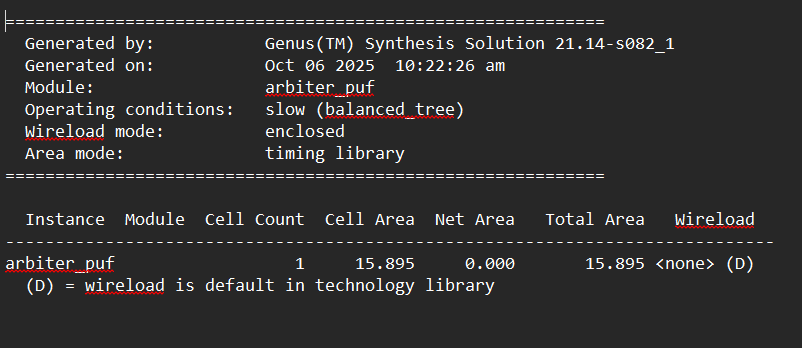 ============================================================
  Generated by:           Genus(TM) Synthesis Solution 21.14-s082_1
  Generated on:           Oct 06 2025  10:22:26 am
  Module:                 arbiter_puf
  Operating conditions:   slow (balanced_tree)
  Wireload mode:          enclosed
  Area mode:              timing library
============================================================
  Instance  Module  Cell Count  Cell Area  Net Area   Total Area   Wireload
-----------------------------------------------------------------------------
arbiter_puf                  1     15.895     0.000       15.895 <none> (D)
  (D) = wireload is default in technology library